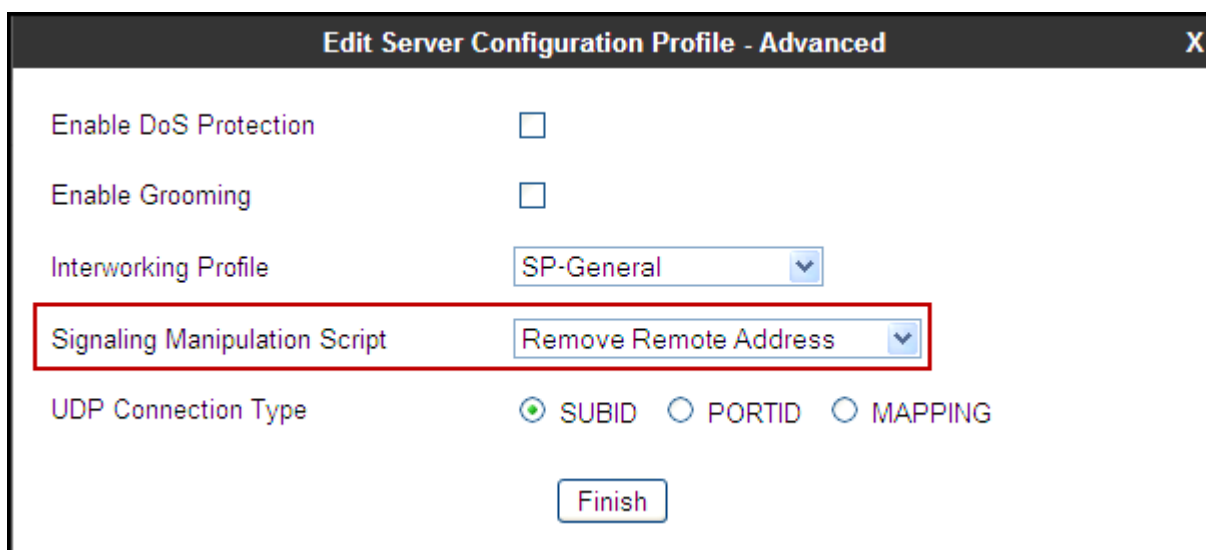 Edit Server Configuration Profile - Advanced X
Enable DoS Protection
Enable Grooming
Interworking Profile SP-General
Signaling Manipulation Script Remove Remote Address
UDP Connection Type SUBID PORTID MAPPING
Finish